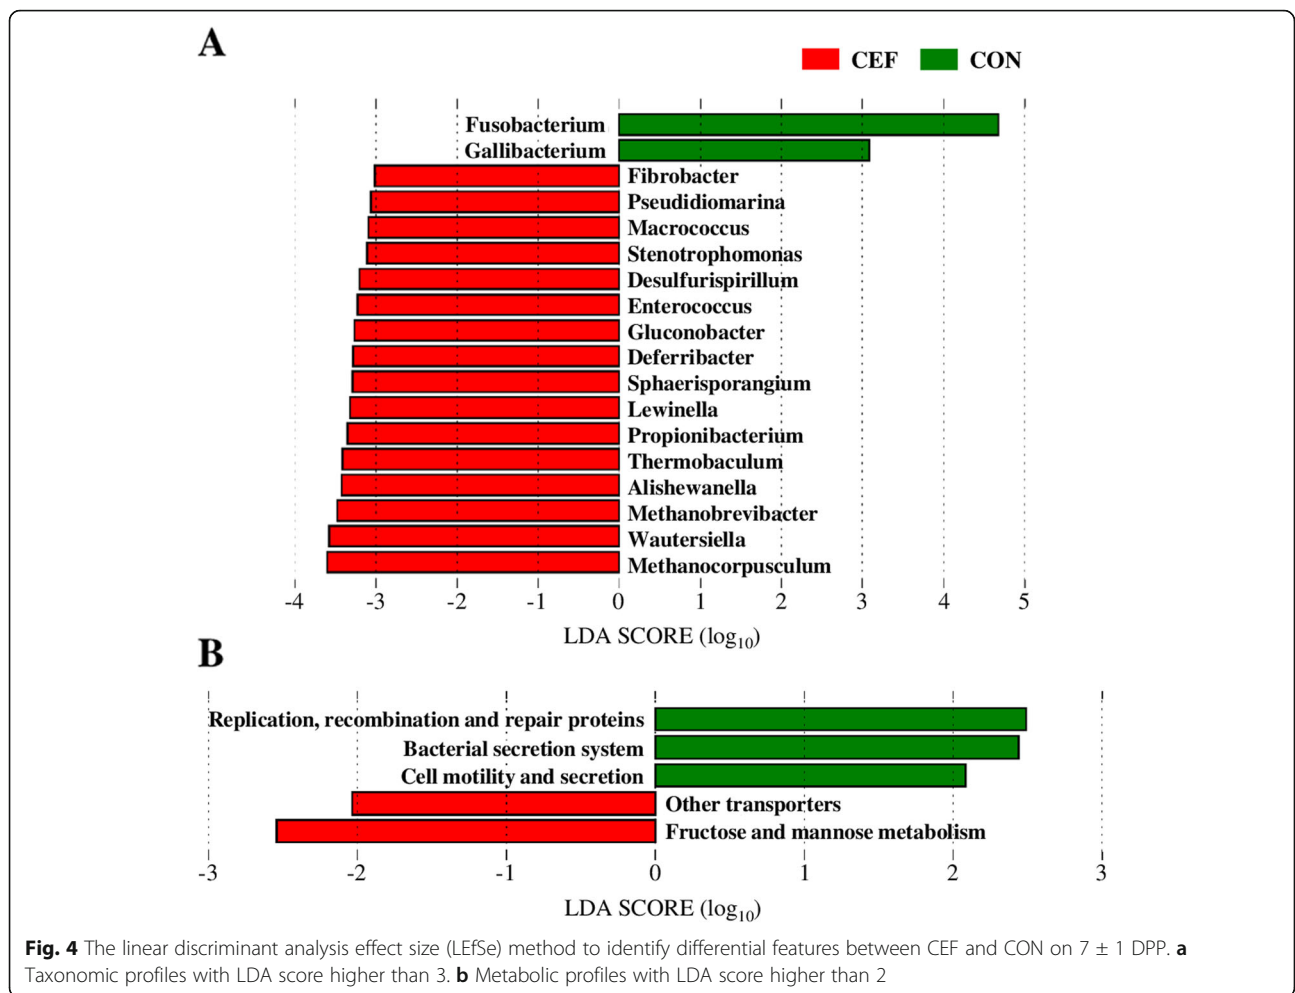 A
CEF CON
Fusobacterium
Gallibacterium
Fibrobacter
Pseudidiomarina
Macrococcus
Stenotrophomonas
Desulfurispirillum
Enterococcus
Gluconobacter
Deferribacter
Sphaerisporangium
Lewinella
Propionibacterium
Thermobaculum
Alishewanella
Methanobrevibacter
Wautersiella
Methanocorpusculum
-4 -3 -2 -1 0 1 2 3 4 5
LDA SCORE (log10)
B
Replication, recombination and repair proteins
Bacterial secretion system
Cell motility and secretion
Other transporters
Fructose and mannose metabolism
-3 -2 -1 0 1 2 3
LDA SCORE (log10)
Fig. 4 The linear discriminant analysis effect size (LEfSe) method to identify differential features between CEF and CON on 7 ± 1 DPP. a
Taxonomic profiles with LDA score higher than 3. b Metabolic profiles with LDA score higher than 2